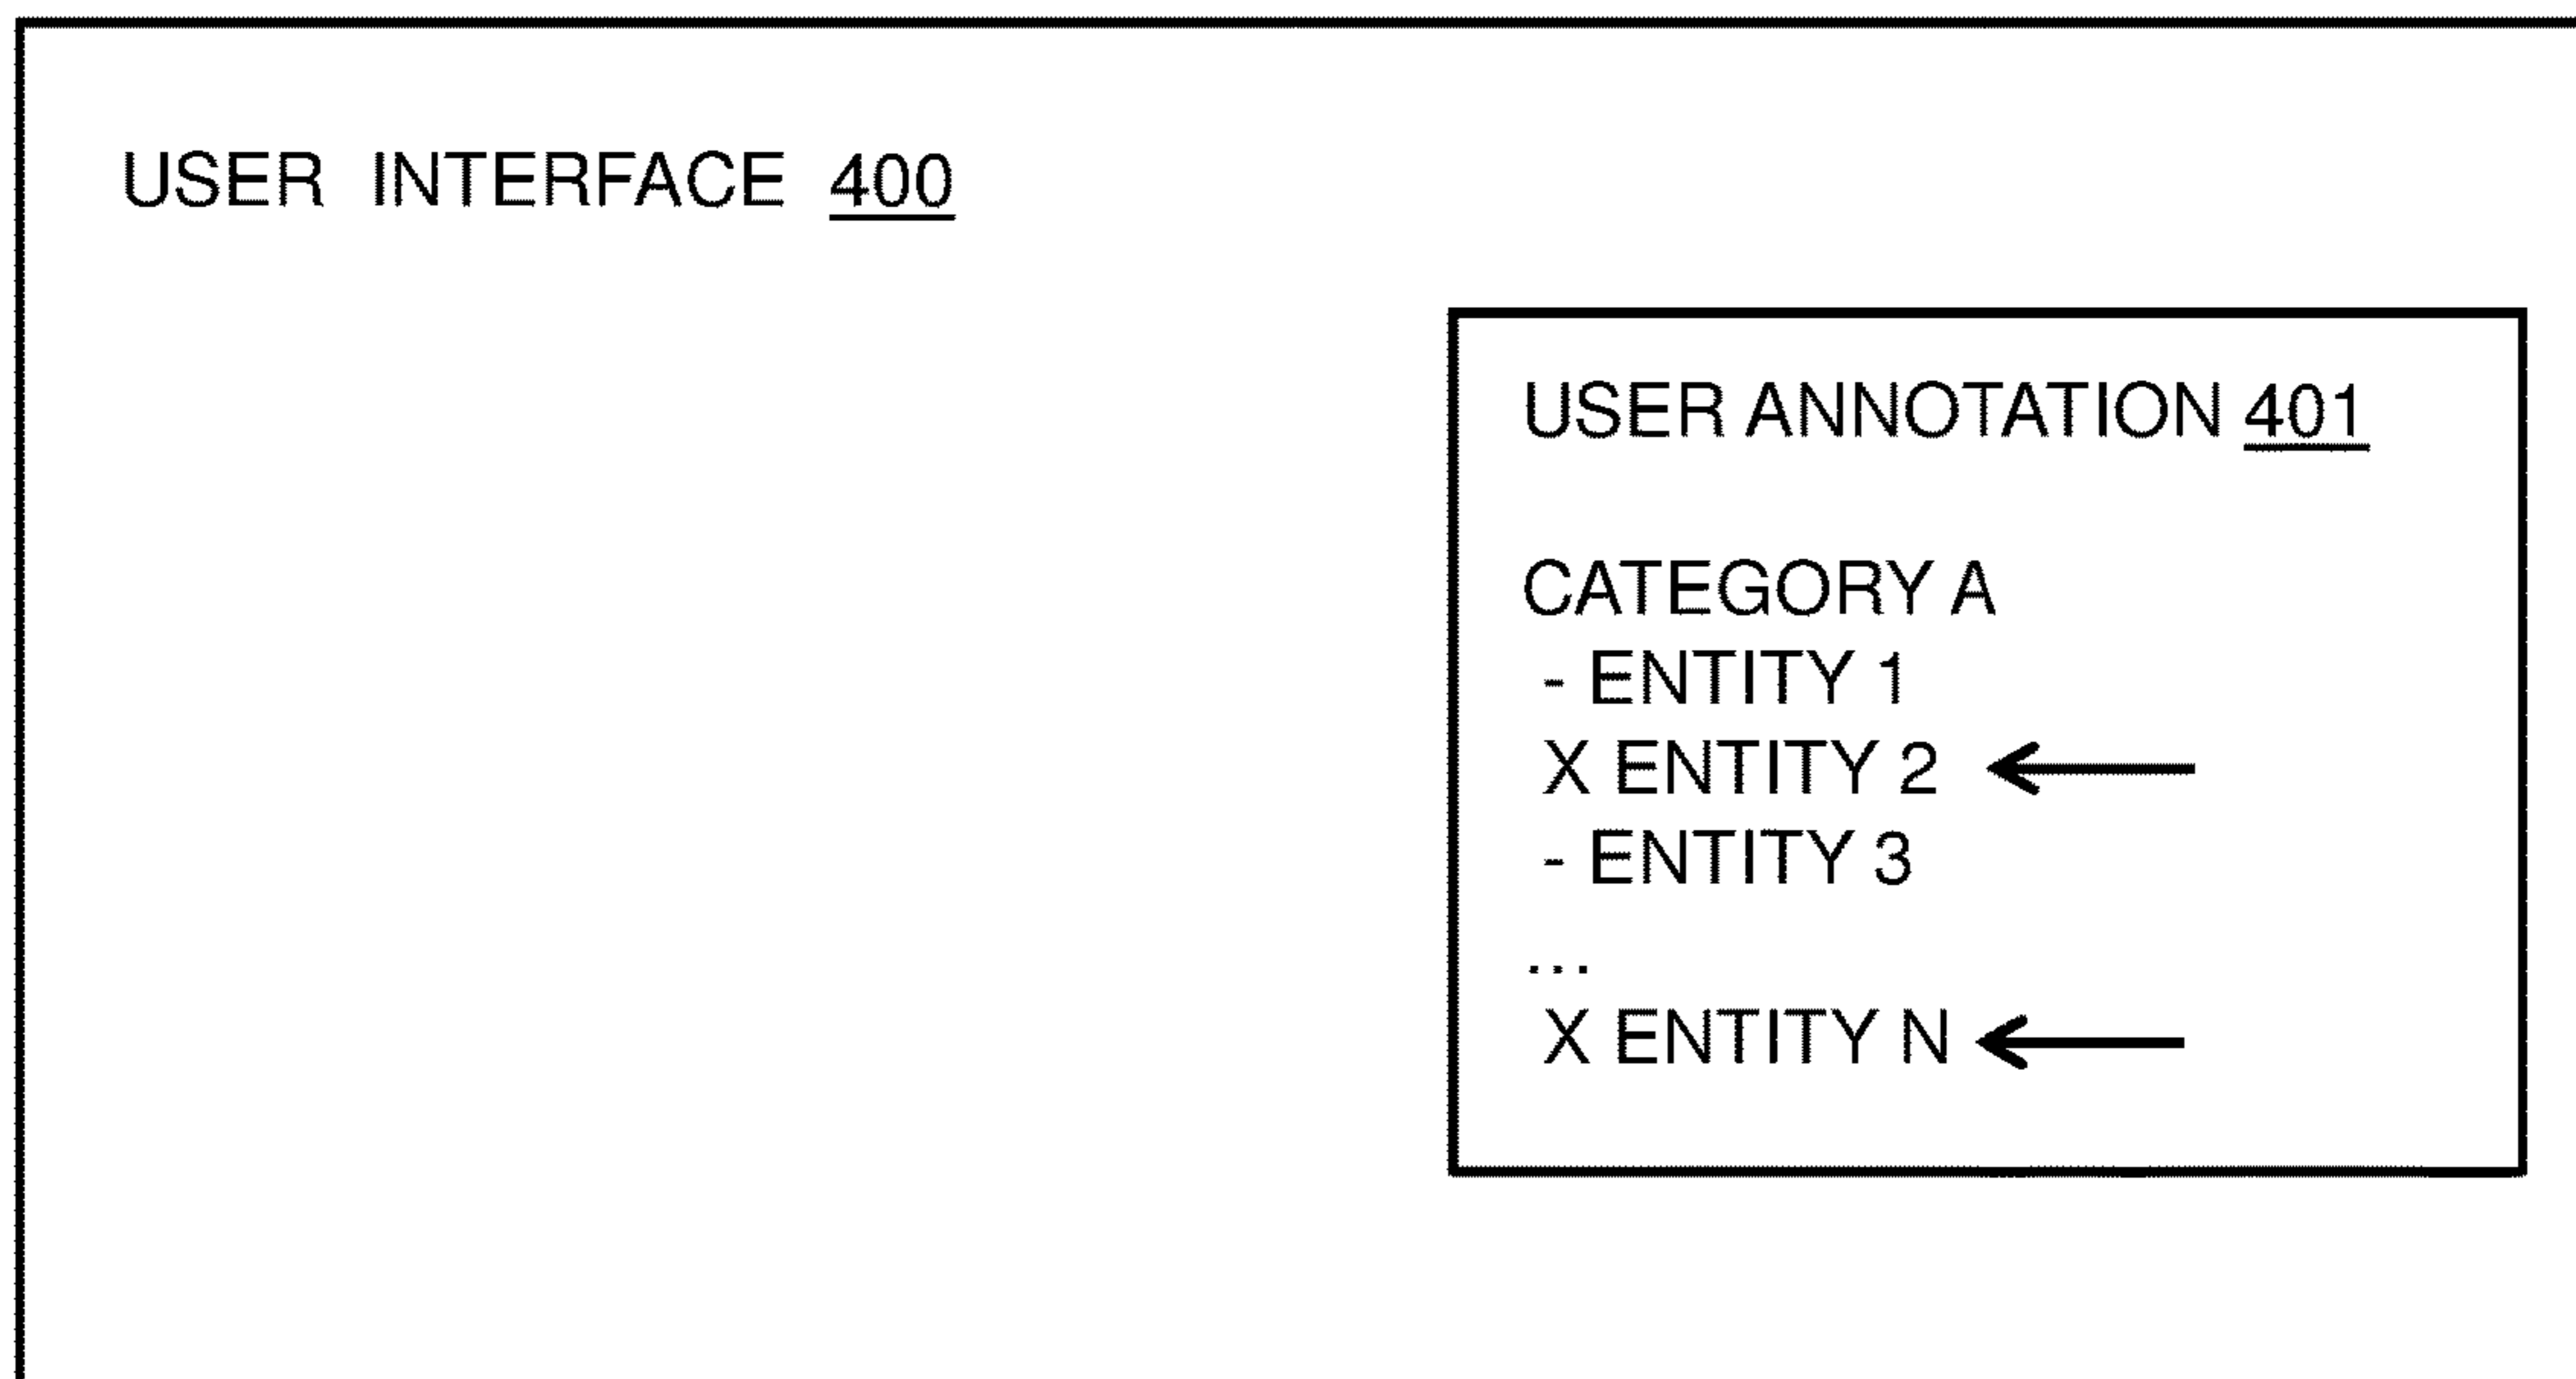 USER INTERFACE 400
USER ANNOTATION 401
CATEGORY A
- ENTITY 1
X ENTITY 2
- ENTITY 3
...
X ENTITY N